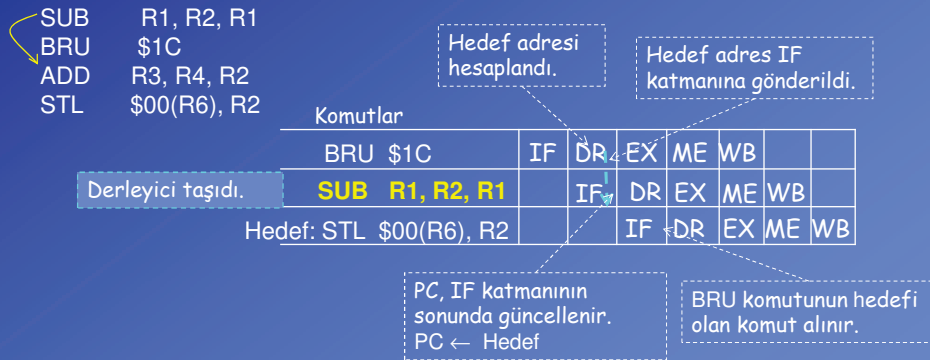 SUB R1, R2, R1
BRU $1C
ADD R3, R4, R2
STL $00(R6), R2
Hedef adresi
hesaplandı.
Hedef adres IF
katmanına gönderildi.
Komutlar
BRU $1C IF DR EX ME WB
Derleyici taşıdı.
SUB R1, R2, R1 IF DR EX ME WB
Hedef: STL $00(R6), R2 IF DR EX ME WB
PC, IF katmanının
sonunda güncellenir.
PC ← Hedef
BRU komutunun hedefi
olan komut alınır.